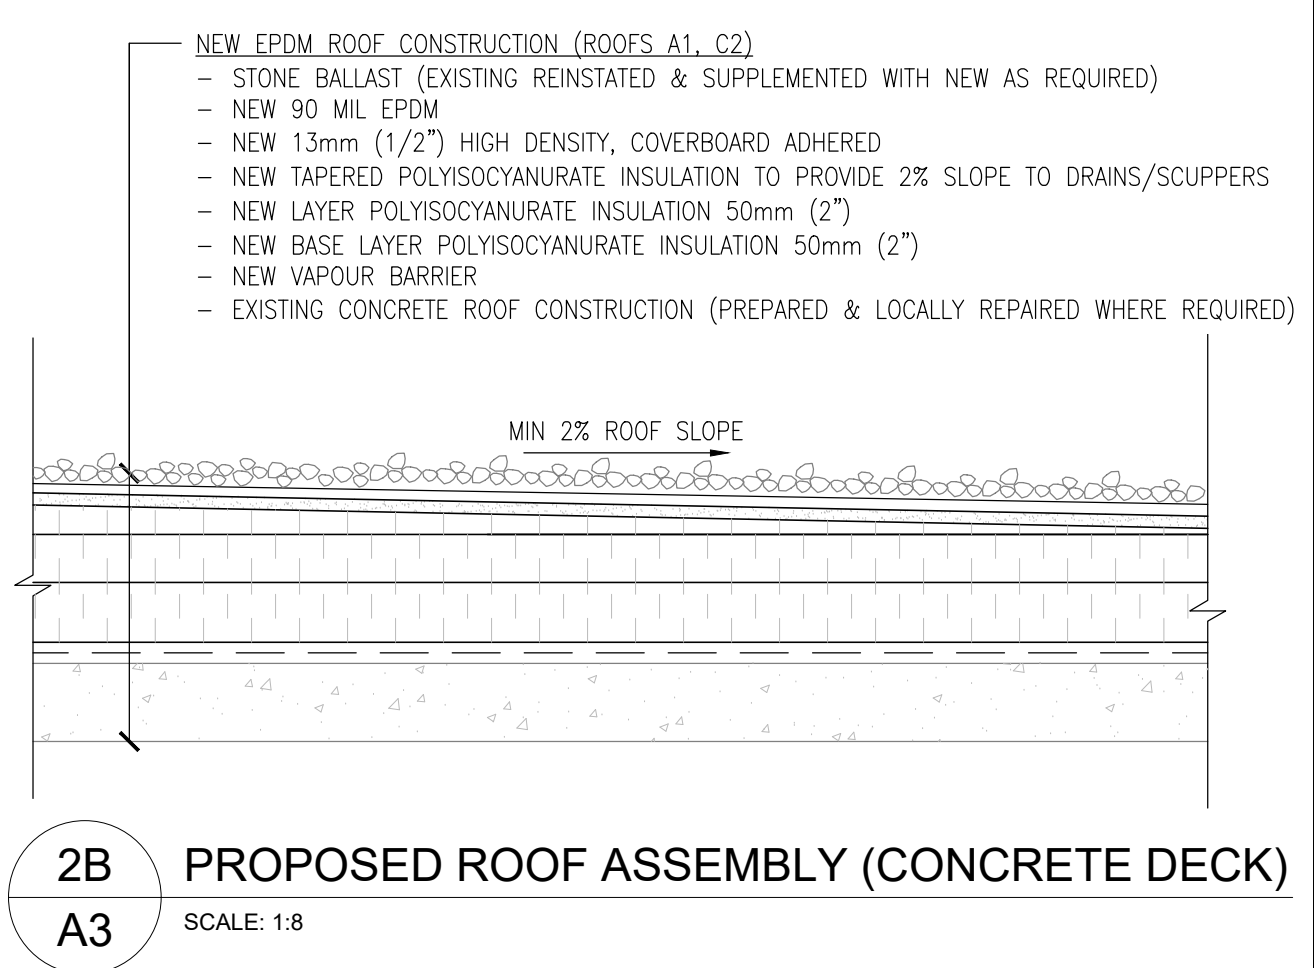 NEW EPDM ROOF CONSTRUCTION (ROOFS A1, C2)
- STONE BALLAST (EXISTING REINSTATED & SUPPLEMENTED WITH NEW AS REQUIRED)
- NEW 90 MIL EPDM
- NEW 13mm (1/2”) HIGH DENSITY, COVERBOARD ADHERED
- NEW TAPERED POLYISOCYANURATE INSULATION TO PROVIDE 2% SLOPE TO DRAINS/SCUPPERS
- NEW LAYER POLYISOCYANURATE INSULATION 50mm (2”)
- NEW BASE LAYER POLYISOCYANURATE INSULATION 50mm (2”)
- NEW VAPOUR BARRIER
- EXISTING CONCRETE ROOF CONSTRUCTION (PREPARED & LOCALLY REPAIRED WHERE REQUIRED)
MIN 2% ROOF SLOPE
2B
A3
PROPOSED ROOF ASSEMBLY (CONCRETE DECK)
SCALE: 1:8